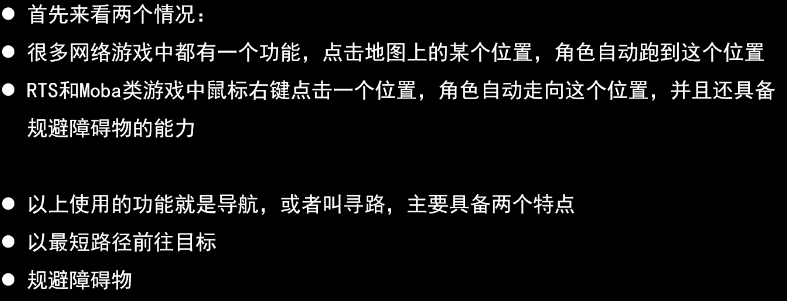 ● 首先来看两个情况：
● 很多网络游戏中都有一个功能，点击地图上的某个位置，角色自动跑到这个位置
● RTS和Moba类游戏中鼠标右键点击一个位置，角色自动走向这个位置，并且还具备
规避障碍物的能力
● 以上使用的功能就是导航，或者叫寻路，主要具备两个特点
● 以最短路径前往目标
● 规避障碍物